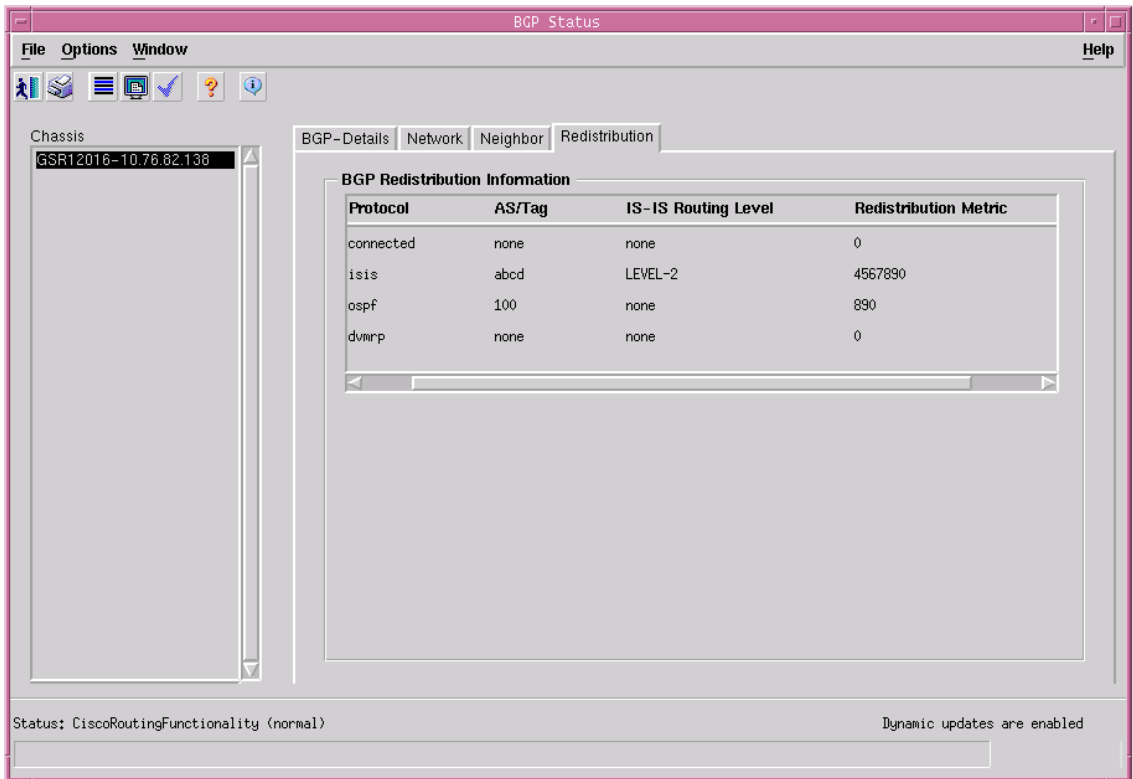 BGP Status
File Options Window Help
Chassis
GSR12016-10.76.82.138
BGP-Details Network Neighbor Redistribution
BGP Redistribution Information
Protocol AS/Tag IS-IS Routing Level Redistribution Metric
connected none none 0
isis abcd LEVEL-2 4567890
ospf 100 none 890
dvmrp none none 0
Status: CiscoRoutingFunctionality (normal) Dynamic updates are enabled